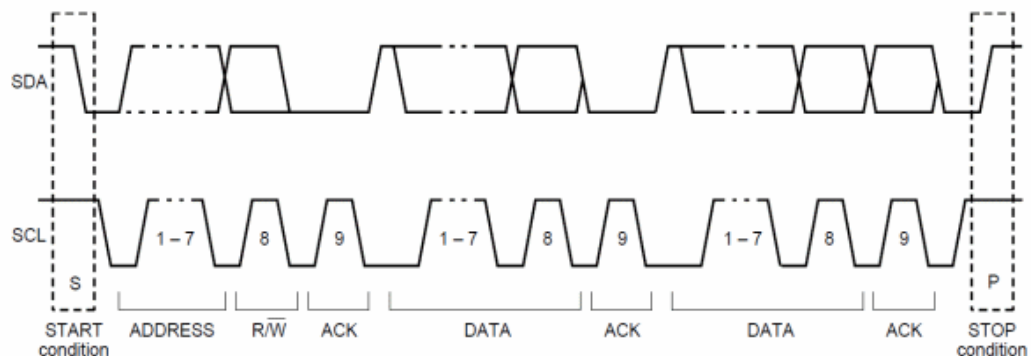 SDA
SCL
1 – 7 8 9 1 – 7 8 9 1 – 7 8 9
S P
START ADDRESS R/W̅ ACK DATA ACK DATA ACK STOP
condition condition